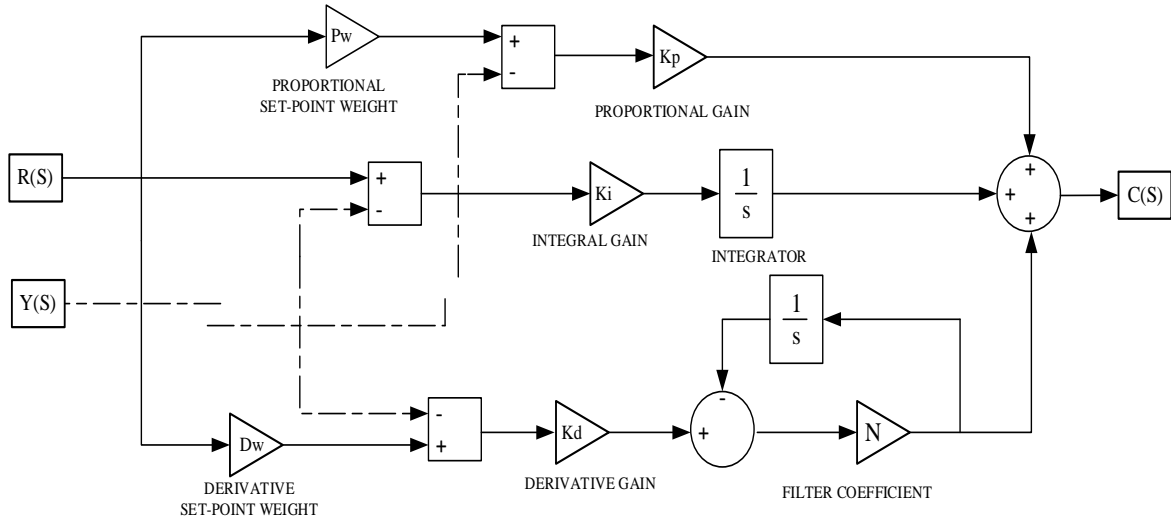 Pw
+
-
PROPORTIONAL
SET-POINT WEIGHT
Kp
PROPORTIONAL GAIN
R(S)
+
-
Ki
INTEGRAL GAIN
1
s
INTEGRATOR
+
+
+
C(S)
Y(S)
1
s
-
+
Dw
DERIVATIVE
SET-POINT WEIGHT
Kd
DERIVATIVE GAIN
-
+
N
FILTER COEFFICIENT